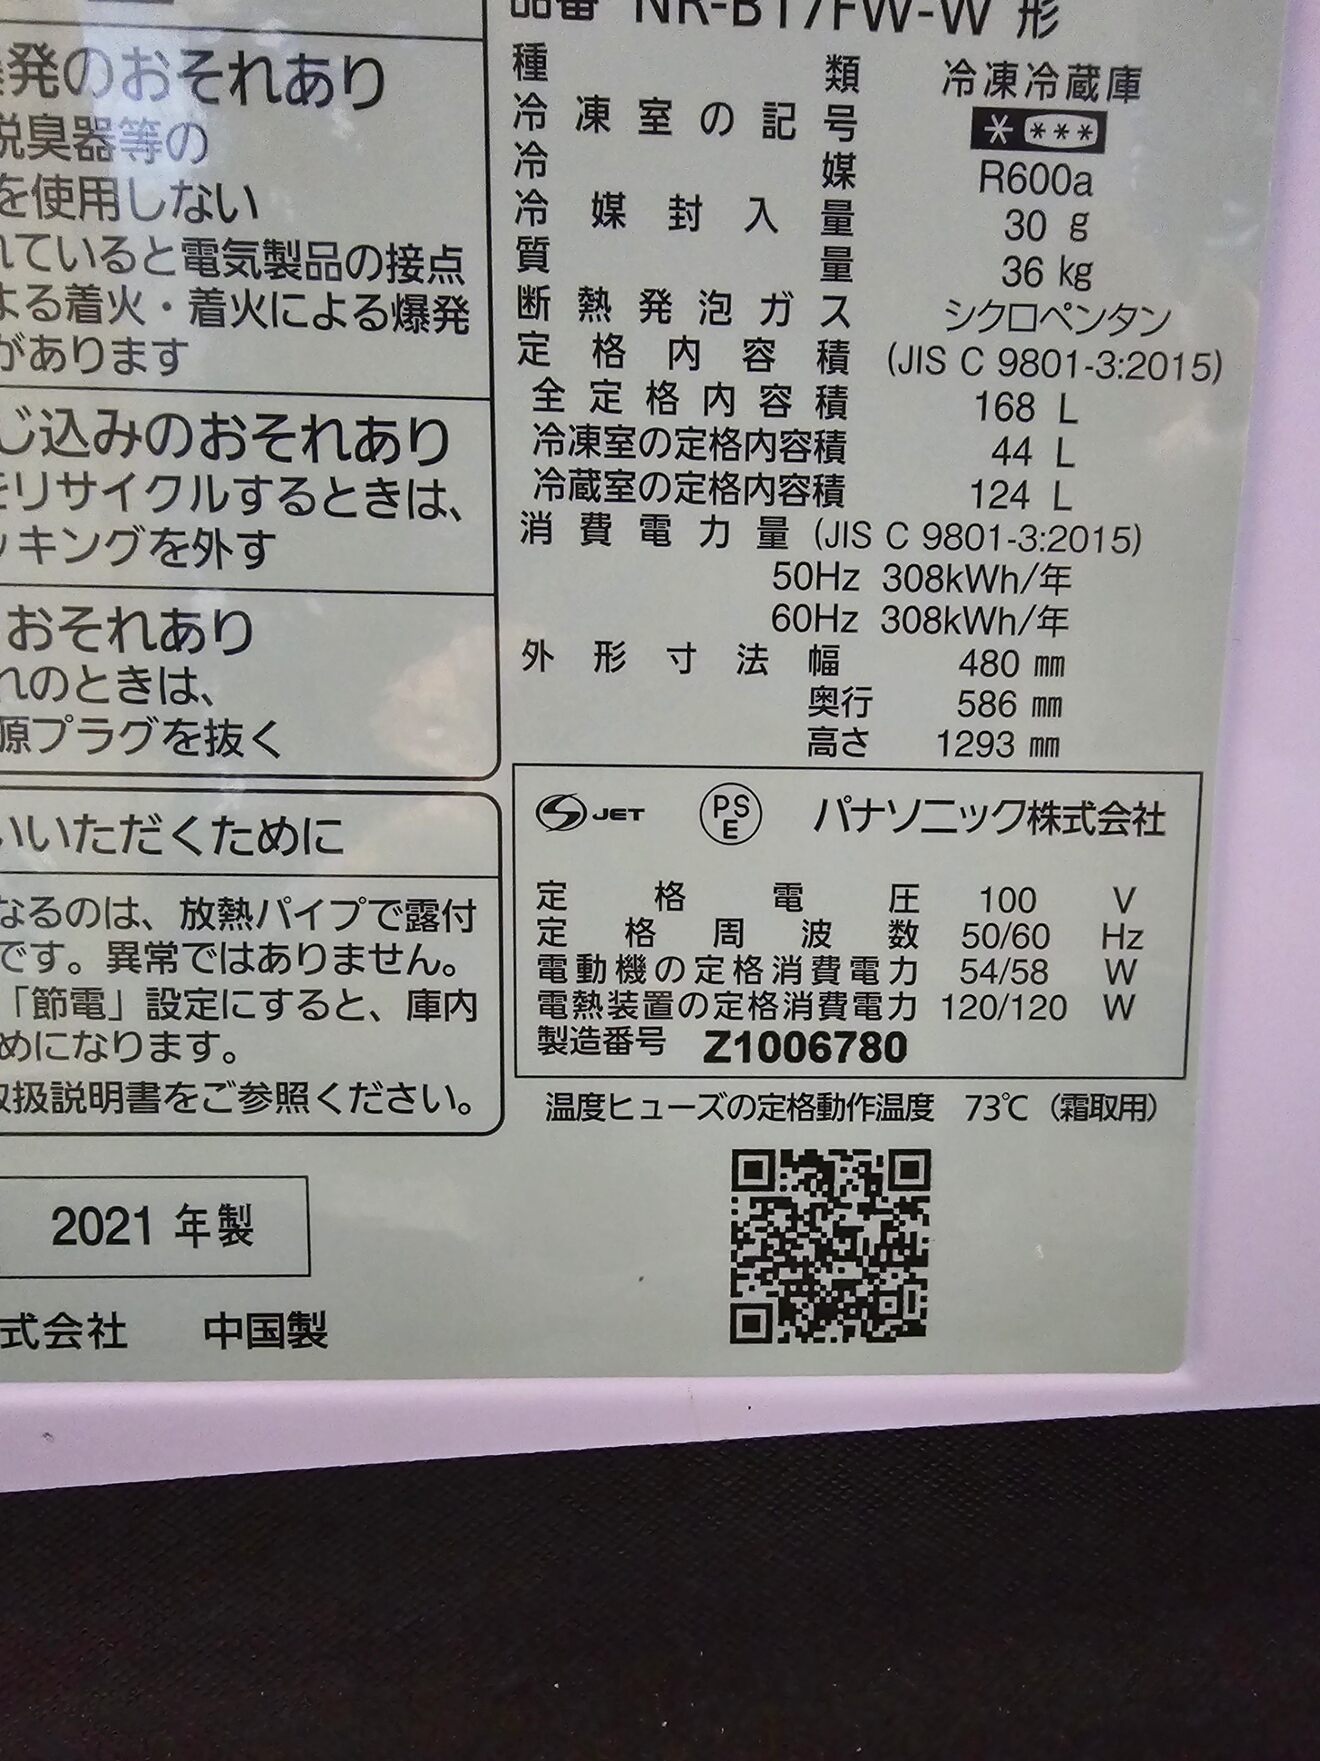 発のおそれあり
脱臭器等の
を使用しない
れていると電気製品の接点
よる着火・着火による爆発
があります
じ込みのおそれあり
をリサイクルするときは、
ッキングを外す
おそれあり
れのときは、
原プラグを抜く
いいただくために
なるのは、放熱パイプで露付
です。異常ではありません。
「節電」設定にすると、庫内
めになります。
取扱説明書をご参照ください。
2021 年製
式会社 中国製
品番 NR-B17FW-W 形
種類 冷凍冷蔵庫
冷凍室の記号 * ***
冷媒 R600a
冷媒封入量 30 g
質量 36 kg
断熱発泡ガス シクロペンタン
定格内容積 (JIS C 9801-3:2015)
全定格内容積 168 L
冷凍室の定格内容積 44 L
冷蔵室の定格内容積 124 L
消費電力量 (JIS C 9801-3:2015)
50Hz 308kWh/年
60Hz 308kWh/年
外形寸法 幅 480 ㎜
奥行 586 ㎜
高さ 1293 ㎜
JET PSE パナソニック株式会社
定格電圧 100 V
定格周波数 50/60 Hz
電動機の定格消費電力 54/58 W
電熱装置の定格消費電力 120/120 W
製造番号 Z1006780
温度ヒューズの定格動作温度 73℃（霜取用）